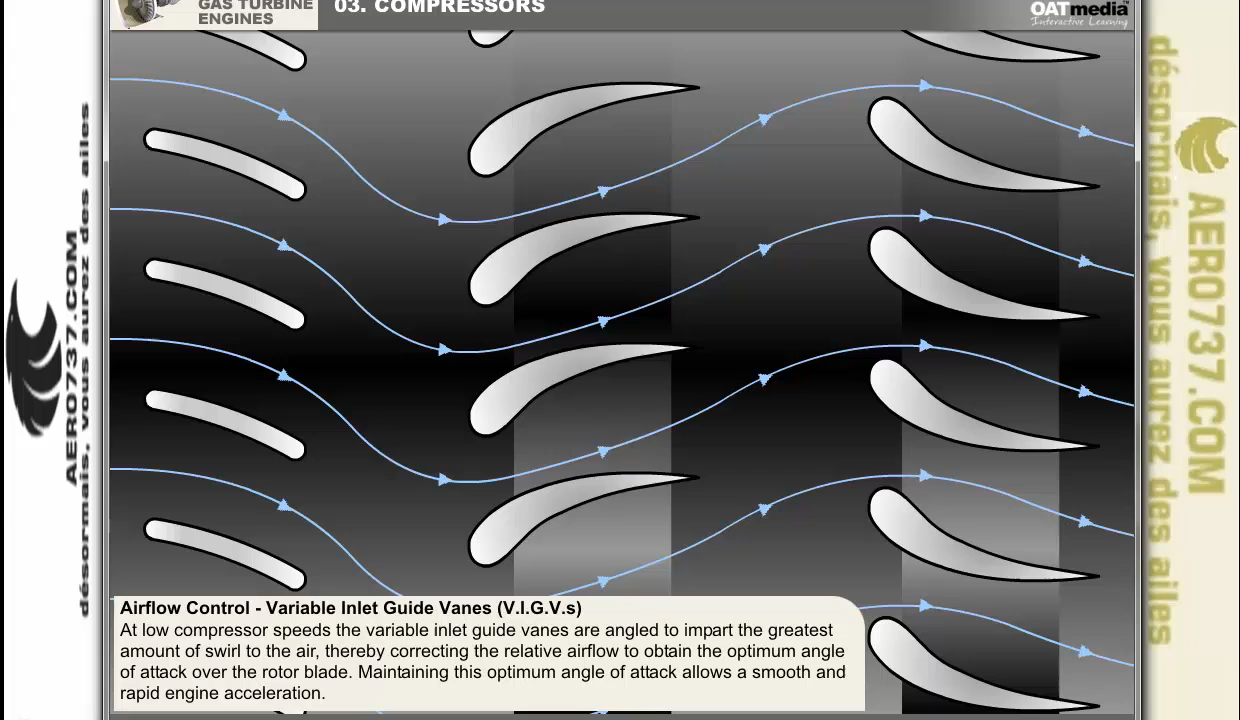 GAS TURBINE
ENGINES
03. COMPRESSORS
OATmedia™
Interactive Learning
AERO737.COM
désormais, vous aurez des ailes
désormais, vous aurez des ailes
AERO737.COM
Airflow Control - Variable Inlet Guide Vanes (V.I.G.V.s)
At low compressor speeds the variable inlet guide vanes are angled to impart the greatest
amount of swirl to the air, thereby correcting the relative airflow to obtain the optimum angle
of attack over the rotor blade. Maintaining this optimum angle of attack allows a smooth and
rapid engine acceleration.